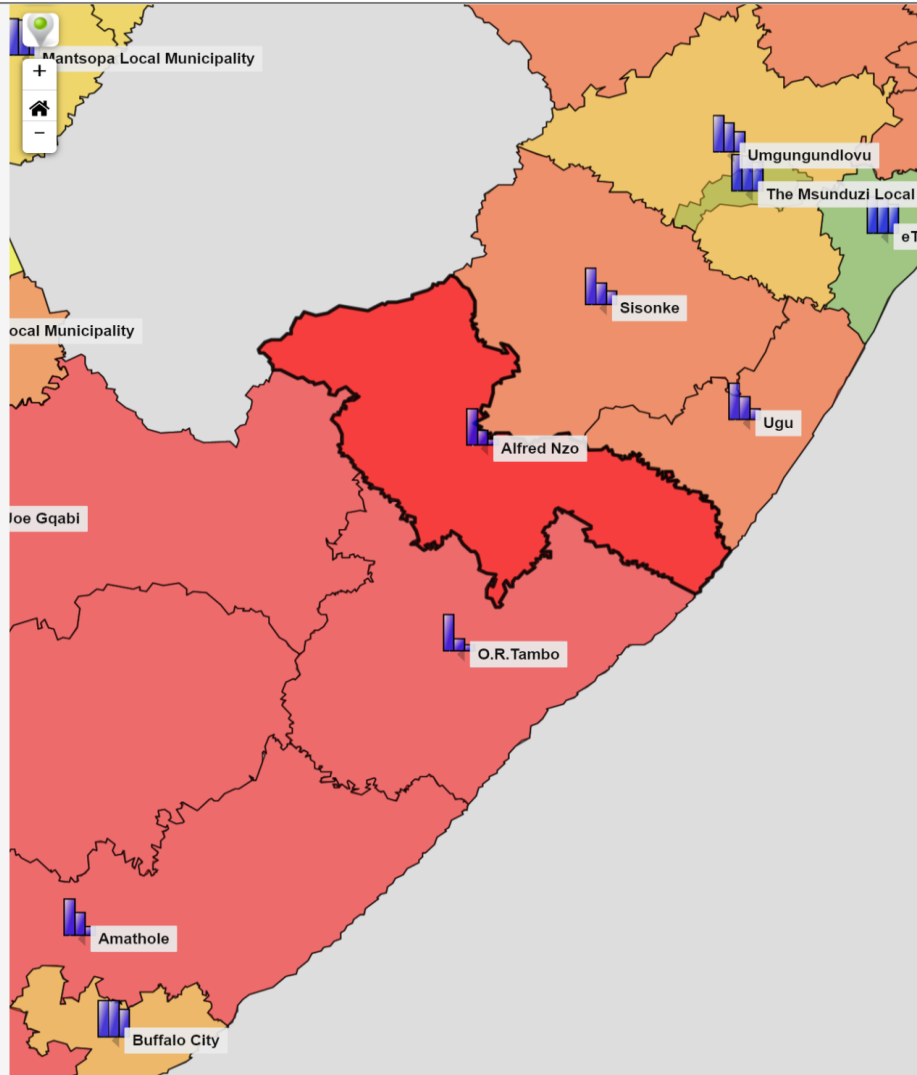 Mantsopa Local Municipality
+
−
Umgungundlovu
The Msunduzi Local
eT
Sisonke
ocal Municipality
Ugu
Alfred Nzo
Joe Gqabi
O.R.Tambo
Amathole
Buffalo City